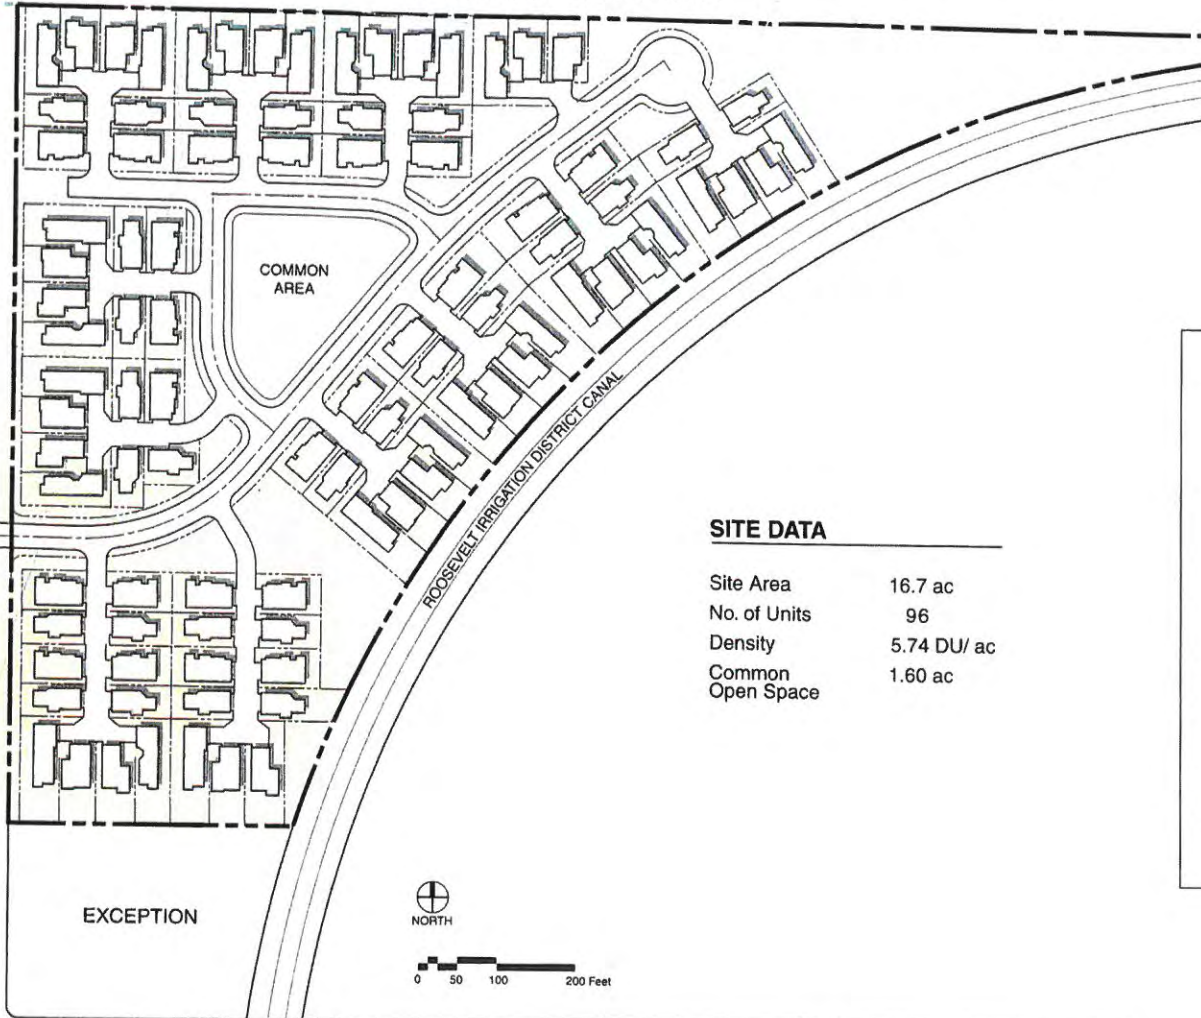 COMMON
AREA
ROOSEVELT IRRIGATION DISTRICT CANAL
SITE DATA
Site Area 16.7 ac
No. of Units 96
Density 5.74 DU/ ac
Common
Open Space 1.60 ac
EXCEPTION
NORTH
0 50 100 200 Feet